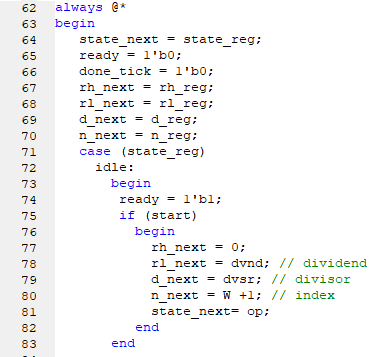 62 always @*
63 begin
64 state_next = state_reg;
65 ready = 1'b0;
66 done_tick = 1'b0;
67 rh_next = rh_reg;
68 rl_next = rl_reg;
69 d_next = d_reg;
70 n_next = n_reg;
71 case (state_reg)
72 idle:
73 begin
74 ready = 1'b1;
75 if (start)
76 begin
77 rh_next = 0;
78 rl_next = dvnd; // dividend
79 d_next = dvsr; // divisor
80 n_next = W +1; // index
81 state_next= op;
82 end
83 end